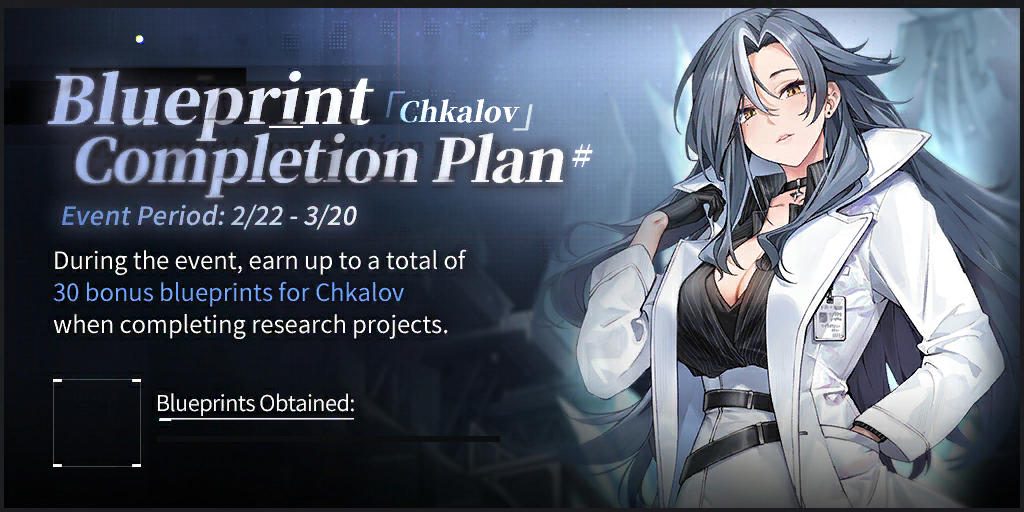 Blueprint 「Chkalov」
Completion Plan#
Event Period: 2/22 - 3/20
During the event, earn up to a total of
30 bonus blueprints for Chkalov
when completing research projects.
Blueprints Obtained: